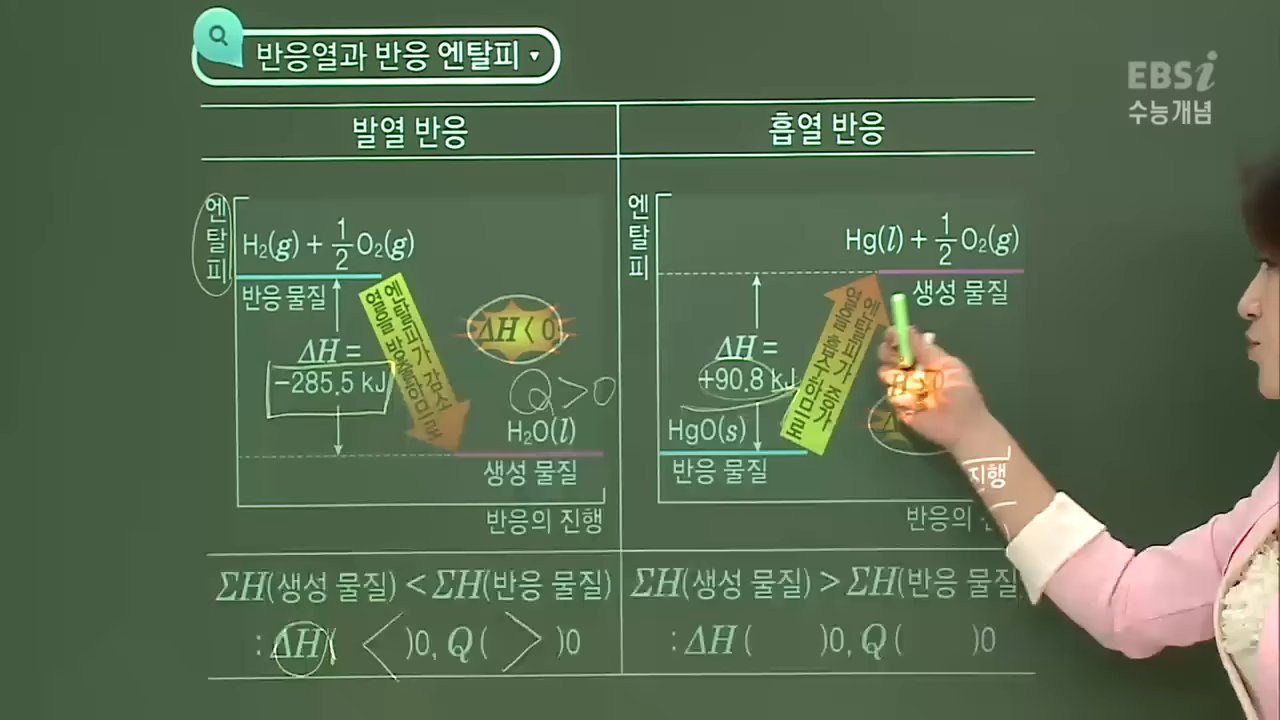 반응열과 반응 엔탈피
EBSi
수능개념
발열 반응
흡열 반응
엔탈피
H₂(g) + 1/2 O₂(g)
반응 물질
ΔH =
−285.5 kJ
엔탈피가 감소
열을 방출하므로
ΔH < 0
Q > 0
H₂O(l)
생성 물질
반응의 진행
엔탈피
Hg(l) + 1/2 O₂(g)
생성 물질
ΔH =
+90.8 kJ
엔탈피가 증가
열을 흡수하므로
HgO(s)
반응 물질
반응의
진행
ΣH(생성 물질) < ΣH(반응 물질)
: ΔH ( < )0, Q ( > )0
ΣH(생성 물질) > ΣH(반응 물질
: ΔH ( )0, Q ( )0